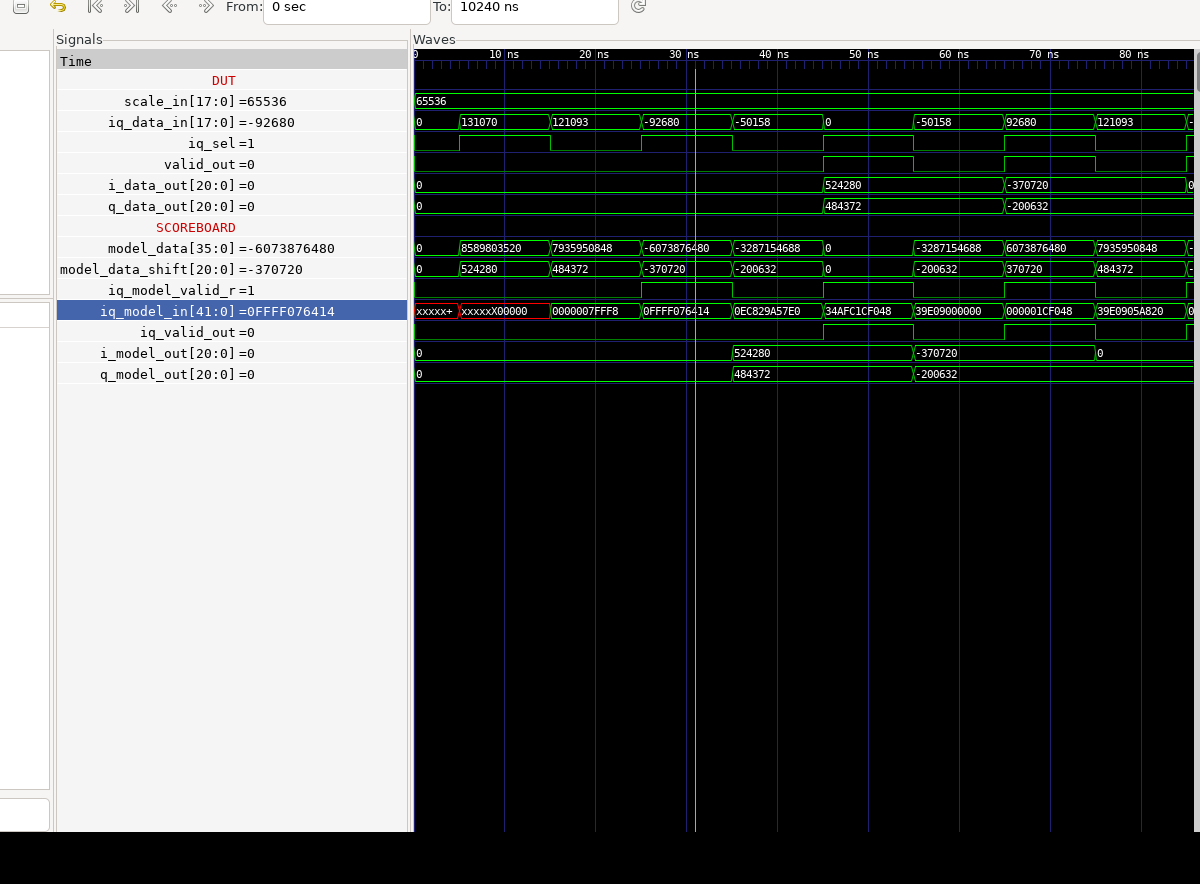 From: 0 sec To: 10240 ns
Signals Waves
Time 0 10 ns 20 ns 30 ns 40 ns 50 ns 60 ns 70 ns 80 ns
DUT
scale_in[17:0] =65536 65536
iq_data_in[17:0] =-92680 0 131070 121093 -92680 -50158 0 -50158 92680 121093 -
iq_sel =1
valid_out =0
i_data_out[20:0] =0 0 524280 -370720 0
q_data_out[20:0] =0 0 484372 -200632
SCOREBOARD
model_data[35:0] =-6073876480 0 8589803520 7935950848 -6073876480 -3287154688 0 -3287154688 6073876480 7935950848 -
model_data_shift[20:0] =-370720 0 524280 484372 -370720 -200632 0 -200632 370720 484372 -
iq_model_valid_r =1
iq_model_in[41:0] =0FFFF076414 xxxxx+ xxxxxX00000 0000007FFF8 0FFFF076414 0EC829A57E0 34AFC1CF048 39E09000000 000001CF048 39E0905A820 0
iq_valid_out =0
i_model_out[20:0] =0 0 524280 -370720 0
q_model_out[20:0] =0 0 484372 -200632